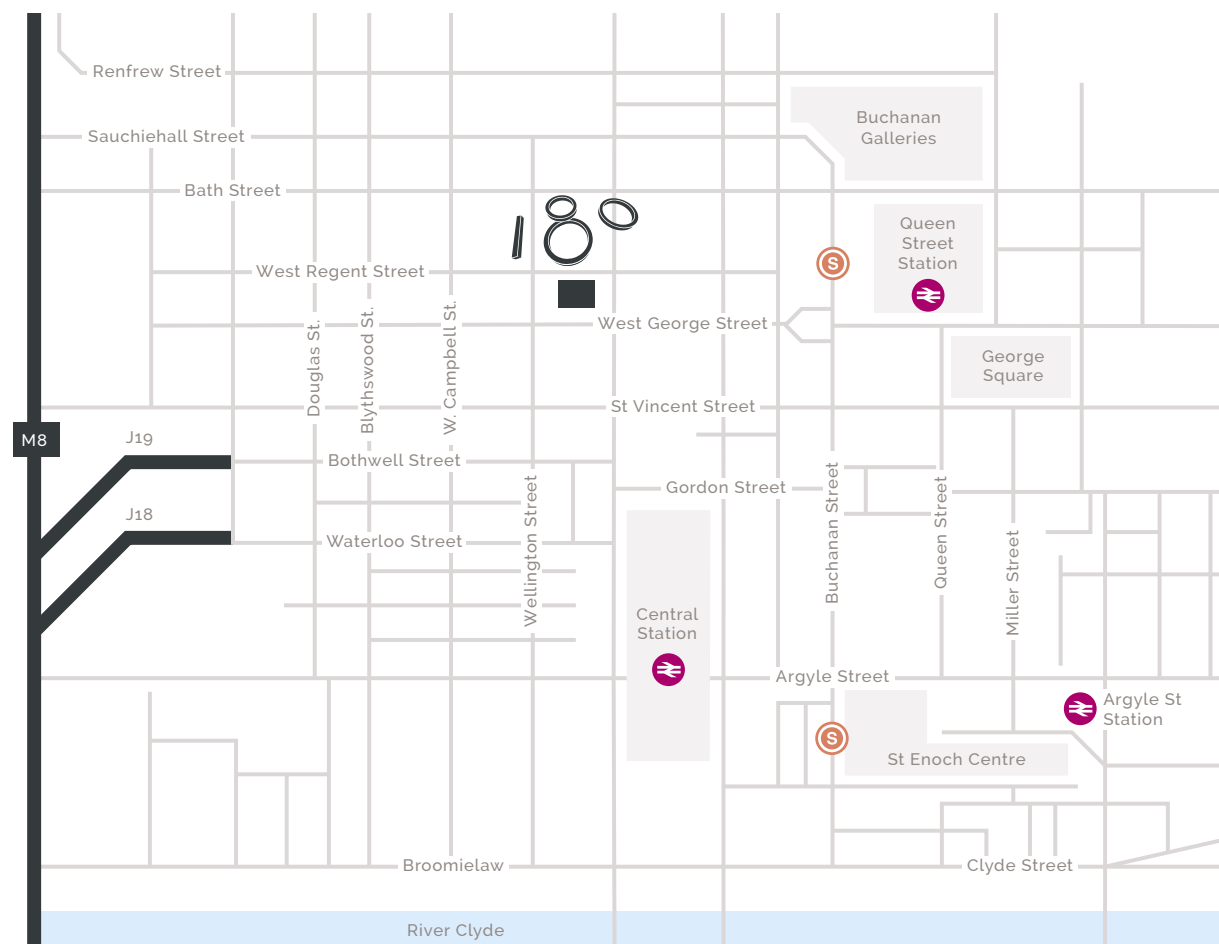 Renfrew Street
Sauchiehall Street
Buchanan
Galleries
Bath Street
Queen
Street
Station
West Regent Street
S
West George Street
Douglas St.
Blythswood St.
W. Campbell St.
George
Square
St Vincent Street
M8
J19
Bothwell Street
Gordon Street
J18
Waterloo Street
Wellington Street
Buchanan Street
Queen Street
Miller Street
Central
Station
Argyle Street
Argyle St
Station
S
St Enoch Centre
Broomielaw
Clyde Street
River Clyde